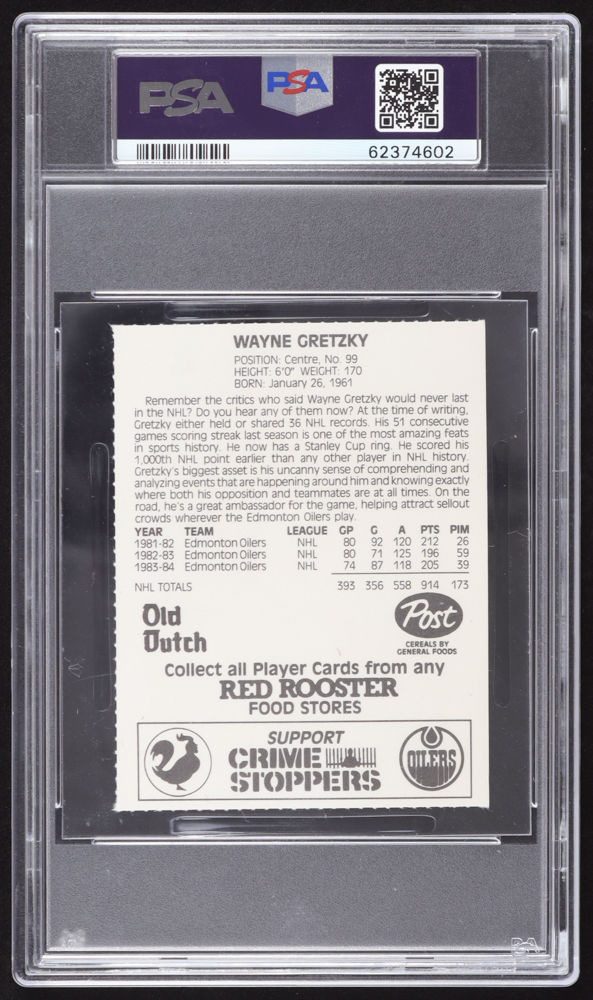 PSA PSA
62374602
WAYNE GRETZKY
POSITION: Centre, No. 99
HEIGHT: 6'0" WEIGHT: 170
BORN: January 26, 1961
Remember the critics who said Wayne Gretzky would never last
in the NHL? Do you hear any of them now? At the time of writing,
Gretzky either held or shared 36 NHL records. His 51 consecutive
games scoring streak last season is one of the most amazing feats
in sports history. He now has a Stanley Cup ring. He scored his
1,000th NHL point earlier than any other player in NHL history.
Gretzky's biggest asset is his uncanny sense of comprehending and
analyzing events that are happening around him and knowing exactly
where both his opposition and teammates are at all times. On the
road, he's a great ambassador for the game, helping attract sellout
crowds wherever the Edmonton Oilers play.
YEAR TEAM LEAGUE GP G A PTS PIM
1981-82 Edmonton Oilers NHL 80 92 120 212 26
1982-83 Edmonton Oilers NHL 80 71 125 196 59
1983-84 Edmonton Oilers NHL 74 87 118 205 39
NHL TOTALS 393 356 558 914 173
Old
Dutch
Post
CEREALS BY
GENERAL FOODS
Collect all Player Cards from any
RED ROOSTER
FOOD STORES
SUPPORT
CRIME
STOPPERS
OILERS